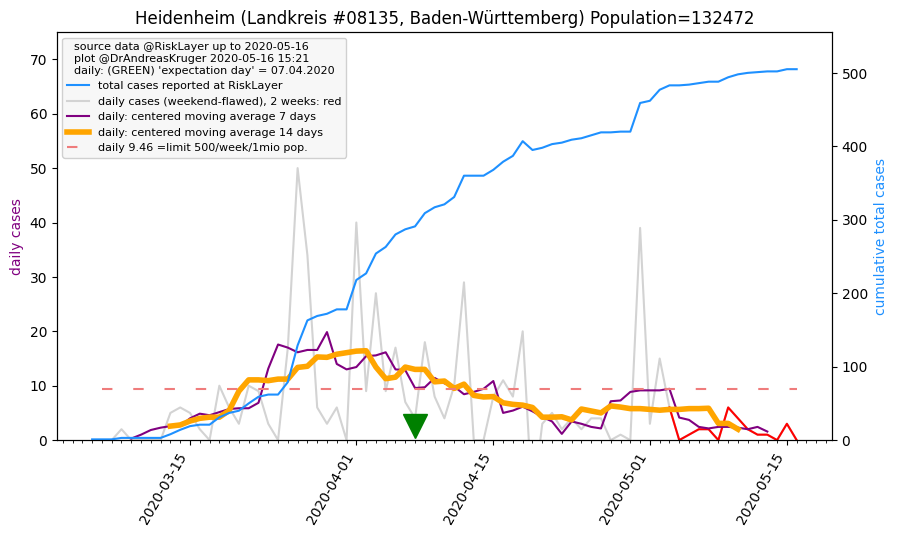 Heidenheim (Landkreis #08135, Baden-Württemberg) Population=132472
source data @RiskLayer up to 2020-05-16
plot @DrAndreasKruger 2020-05-16 15:21
daily: (GREEN) 'expectation day' = 07.04.2020
total cases reported at RiskLayer
daily cases (weekend-flawed), 2 weeks: red
daily: centered moving average 7 days
daily: centered moving average 14 days
daily 9.46 =limit 500/week/1mio pop.
daily cases
70
60
50
40
30
20
10
0
cumulative total cases
500
400
300
200
100
0
2020-03-15
2020-04-01
2020-04-15
2020-05-01
2020-05-15